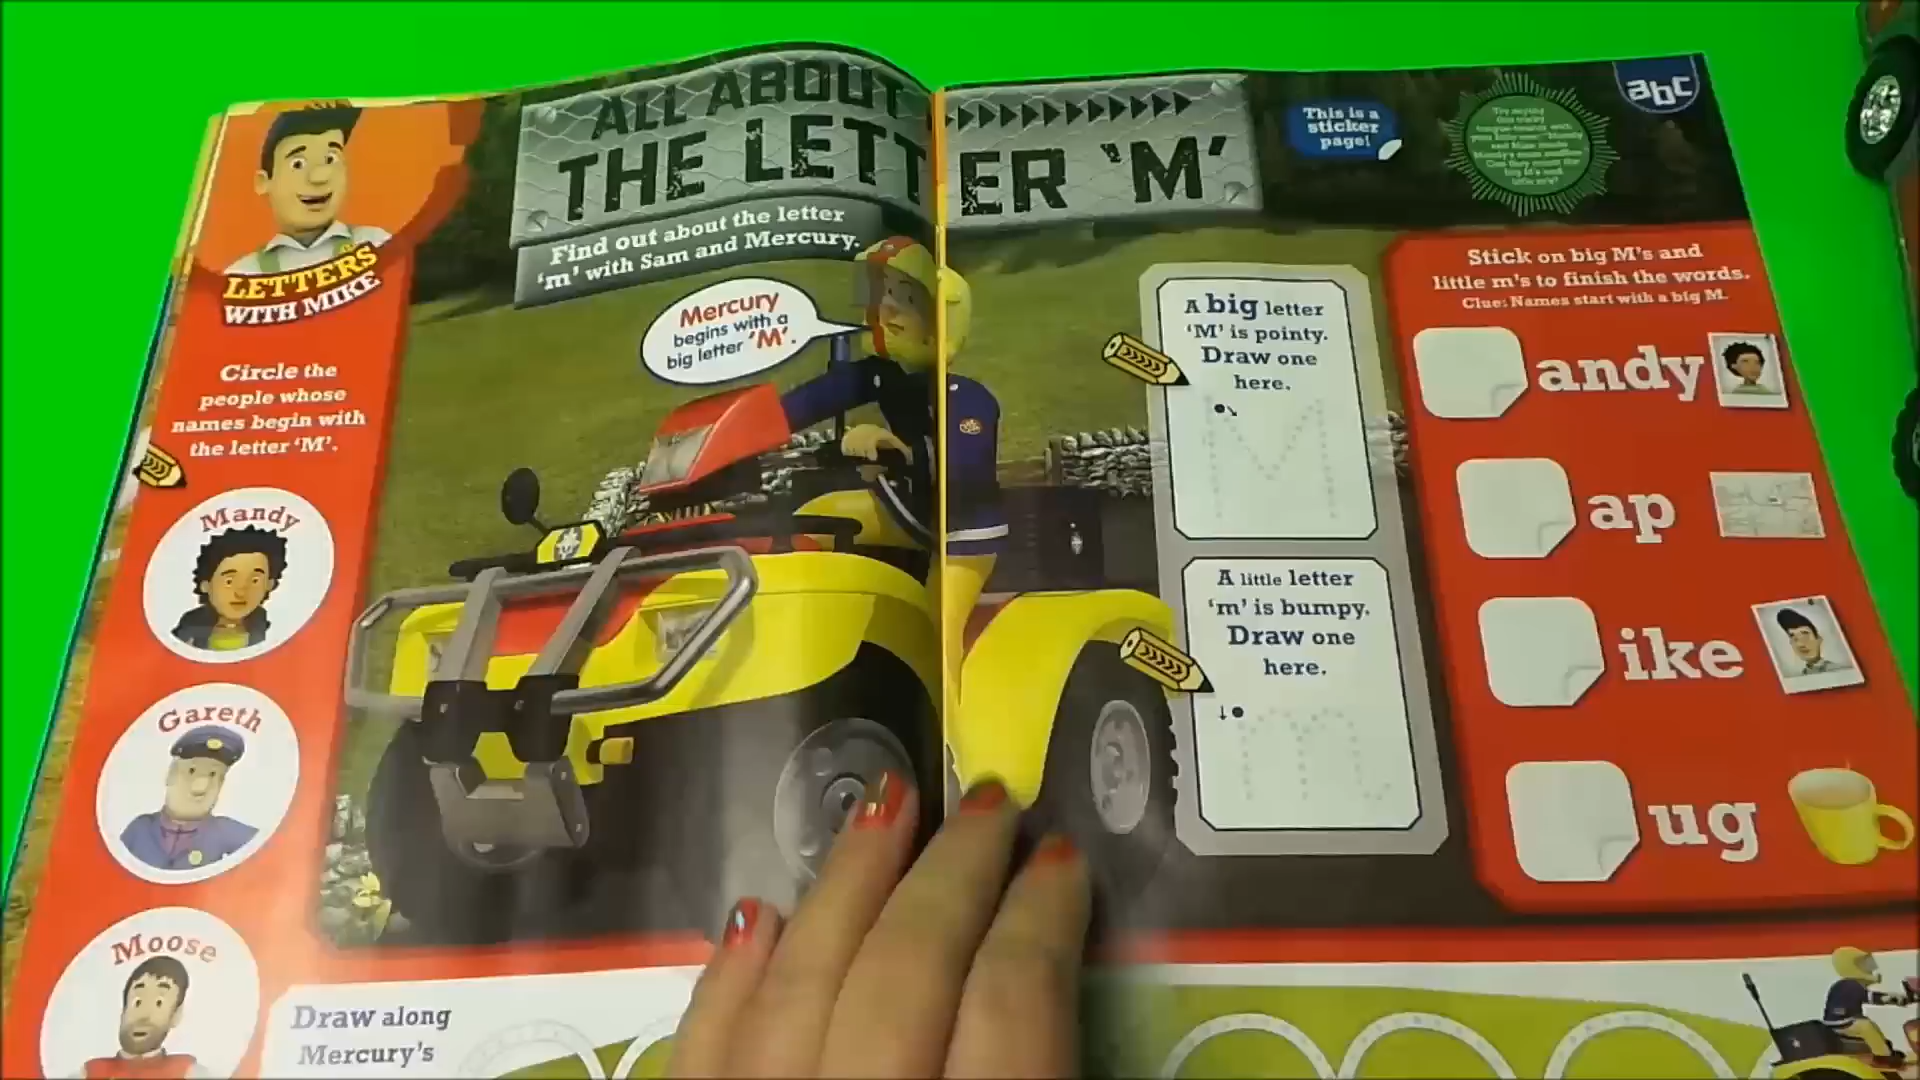 ALL ABOUT
THE LETTER 'M'
Find out about the letter
'm' with Sam and Mercury.
LETTERS
WITH MIKE
Circle the
people whose
names begin with
the letter 'M'.
Mandy
Gareth
Moose
Mercury
begins with a
big letter 'M'.
Draw along
Mercury's
This is a
sticker
page!
abc
A big letter
'M' is pointy.
Draw one
here.
M
A little letter
'm' is bumpy.
Draw one
here.
m
Stick on big M's and
little m's to finish the words.
Clue: Names start with a big M.
andy
ap
ike
ug